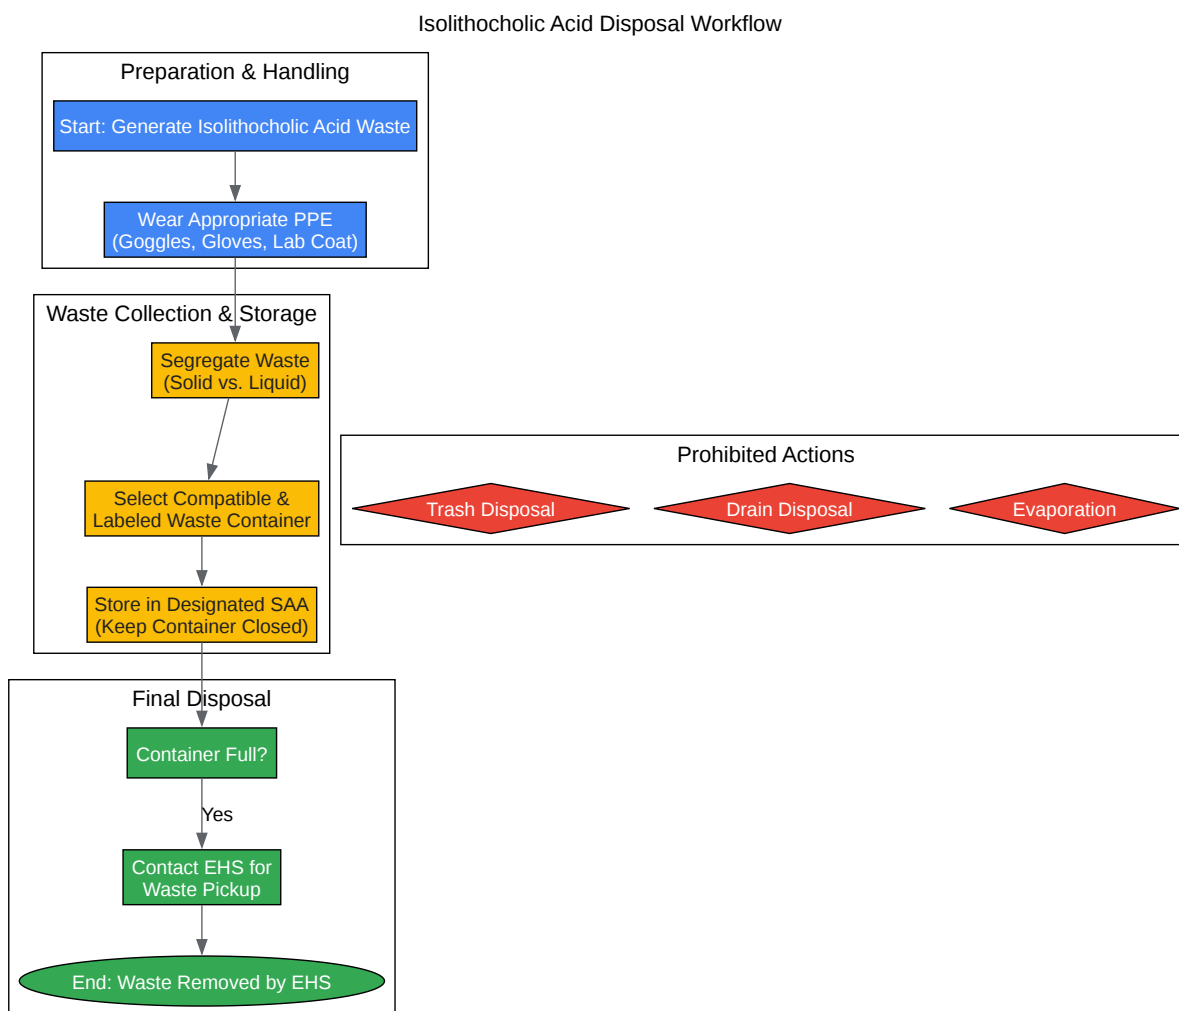 Isolithocholic Acid Disposal Workflow
Preparation & Handling
Start: Generate Isolithocholic Acid Waste
Wear Appropriate PPE
(Goggles, Gloves, Lab Coat)
Waste Collection & Storage
Segregate Waste
(Solid vs. Liquid)
Select Compatible &
Labeled Waste Container
Store in Designated SAA
(Keep Container Closed)
Prohibited Actions
Trash Disposal
Drain Disposal
Evaporation
Final Disposal
Container Full?
Yes
Contact EHS for
Waste Pickup
End: Waste Removed by EHS